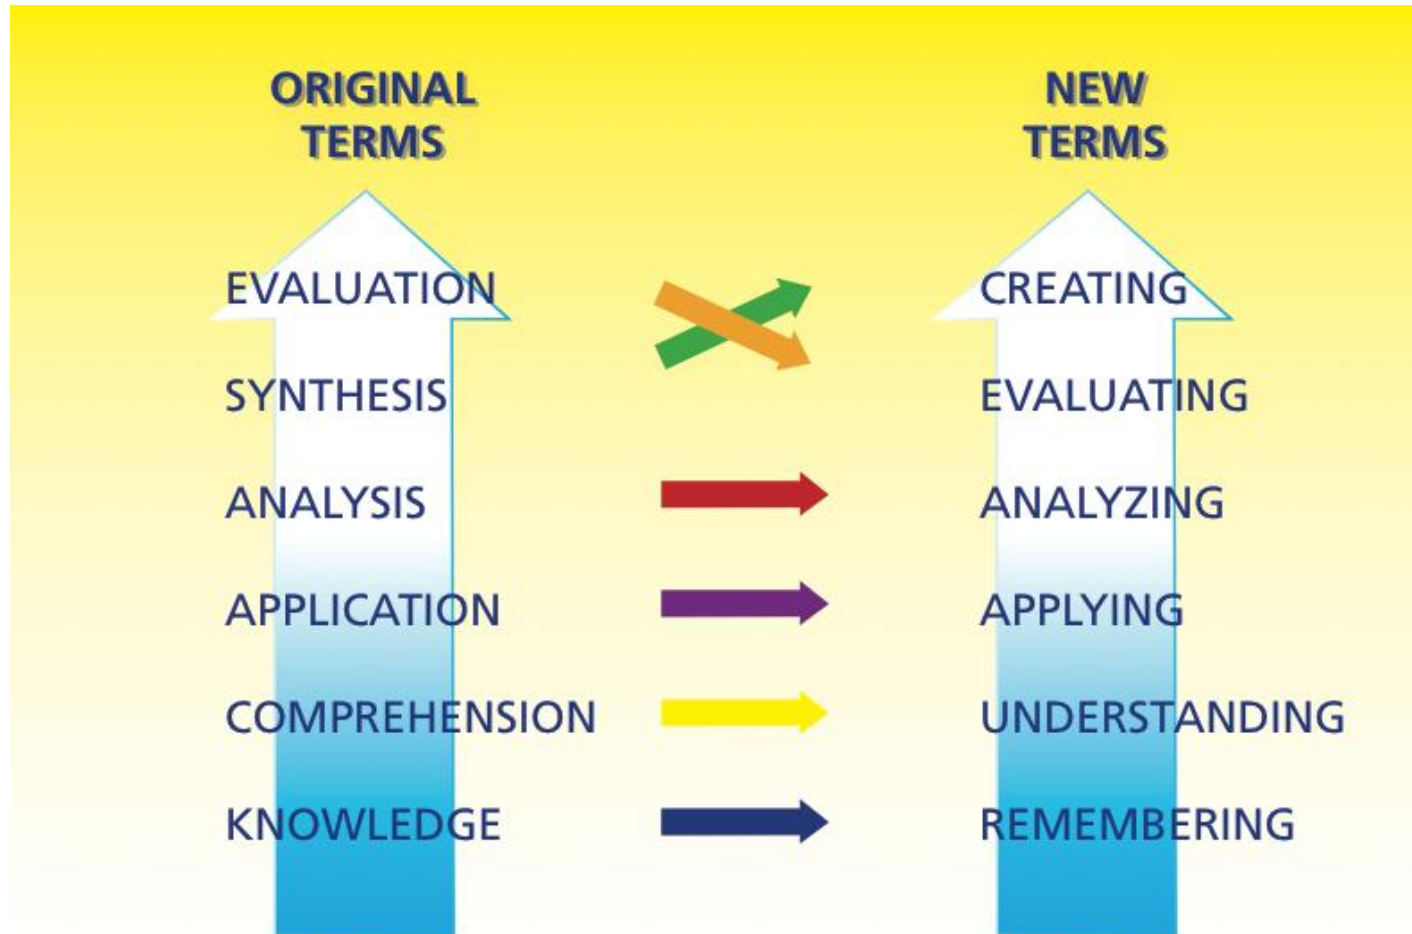 ORIGINAL
TERMS
NEW
TERMS
EVALUATION
CREATING
SYNTHESIS
EVALUATING
ANALYSIS
ANALYZING
APPLICATION
APPLYING
COMPREHENSION
UNDERSTANDING
KNOWLEDGE
REMEMBERING